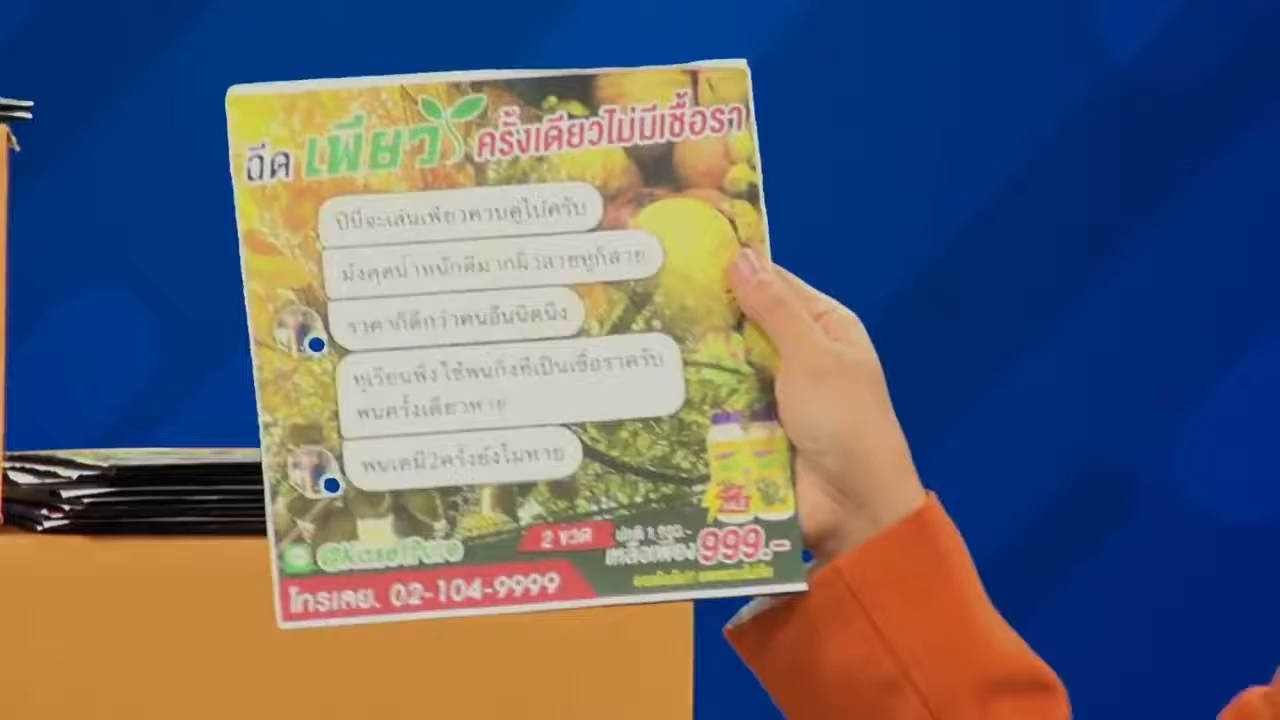 ฉีด เพียว ครั้งเดียวไม่มีเชื้อรา
ปีนี้จะเล่นเพียวควบคู่ไปครับ
มังคุดน้ำหนักดีมากผิวสวยหูก็สวย
ราคาก็ดีกว่าคนอื่นนิดนึง
ทุเรียนพึ่งใช้พ่นกิ่งที่เป็นเชื้อราครับ
พ่นครั้งเดียวหาย
พ่นเคมี2ครั้งยังไม่หาย
@KasetPure
2 ขวด
ปกติ 1,990.-
เหลือเพียง 999.-
โทรเลย. 02-104-9999